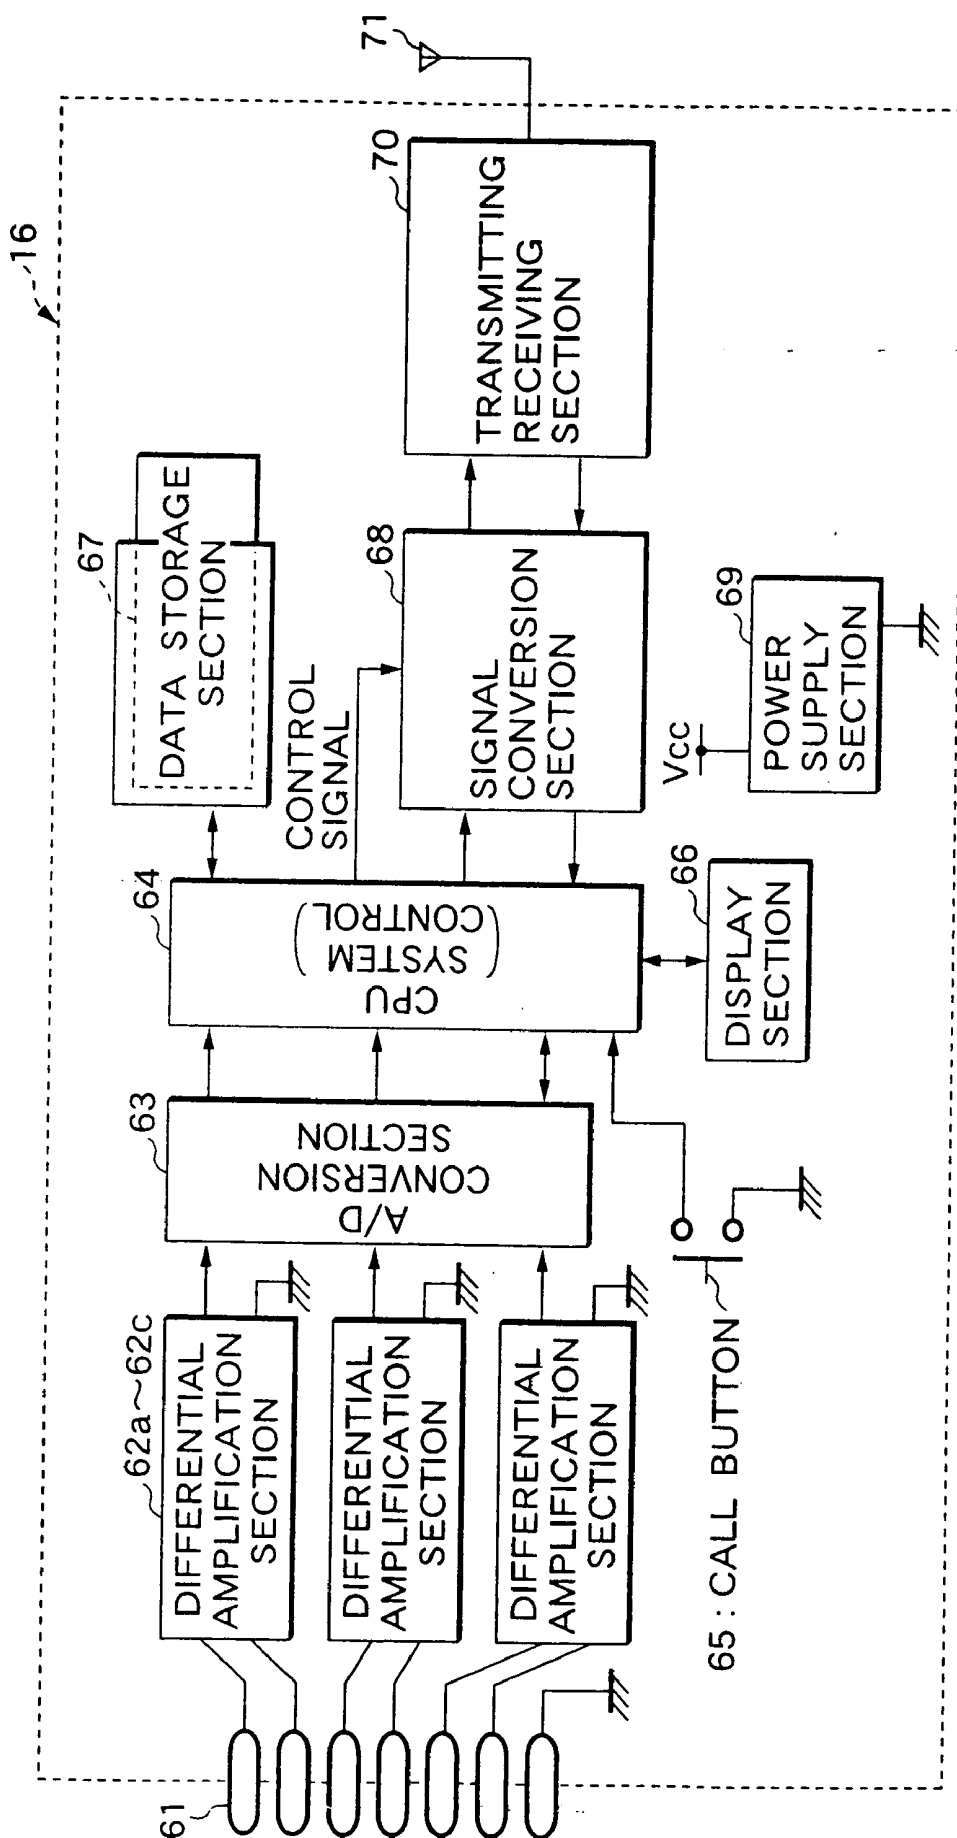 16
71
70
TRANSMITTING
RECEIVING
SECTION
67
DATA STORAGE
SECTION
CONTROL
SIGNAL
68
SIGNAL
CONVERSION
SECTION
69
Vcc
POWER
SUPPLY
SECTION
64
CPU
(SYSTEM
CONTROL)
66
DISPLAY
SECTION
63
A/D
CONVERSION
SECTION
62a~62c
DIFFERENTIAL
AMPLIFICATION
SECTION
DIFFERENTIAL
AMPLIFICATION
SECTION
DIFFERENTIAL
AMPLIFICATION
SECTION
65 : CALL BUTTON
61